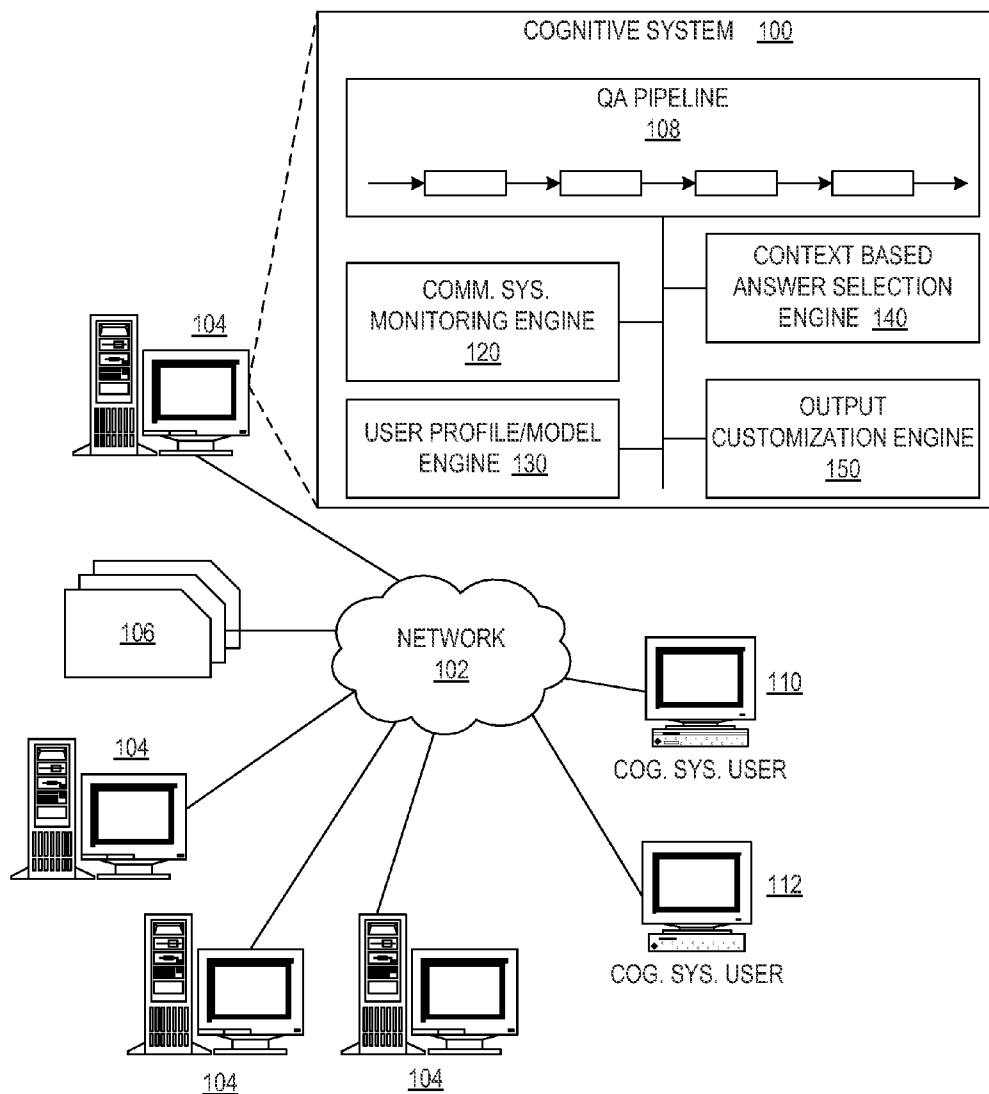 COGNITIVE SYSTEM 100
QA PIPELINE
108
COMM. SYS.
MONITORING ENGINE
120
CONTEXT BASED
ANSWER SELECTION
ENGINE 140
USER PROFILE/MODEL
ENGINE 130
OUTPUT
CUSTOMIZATION ENGINE
150
104
106
NETWORK
102
110
COG. SYS. USER
104
112
COG. SYS. USER
104
104